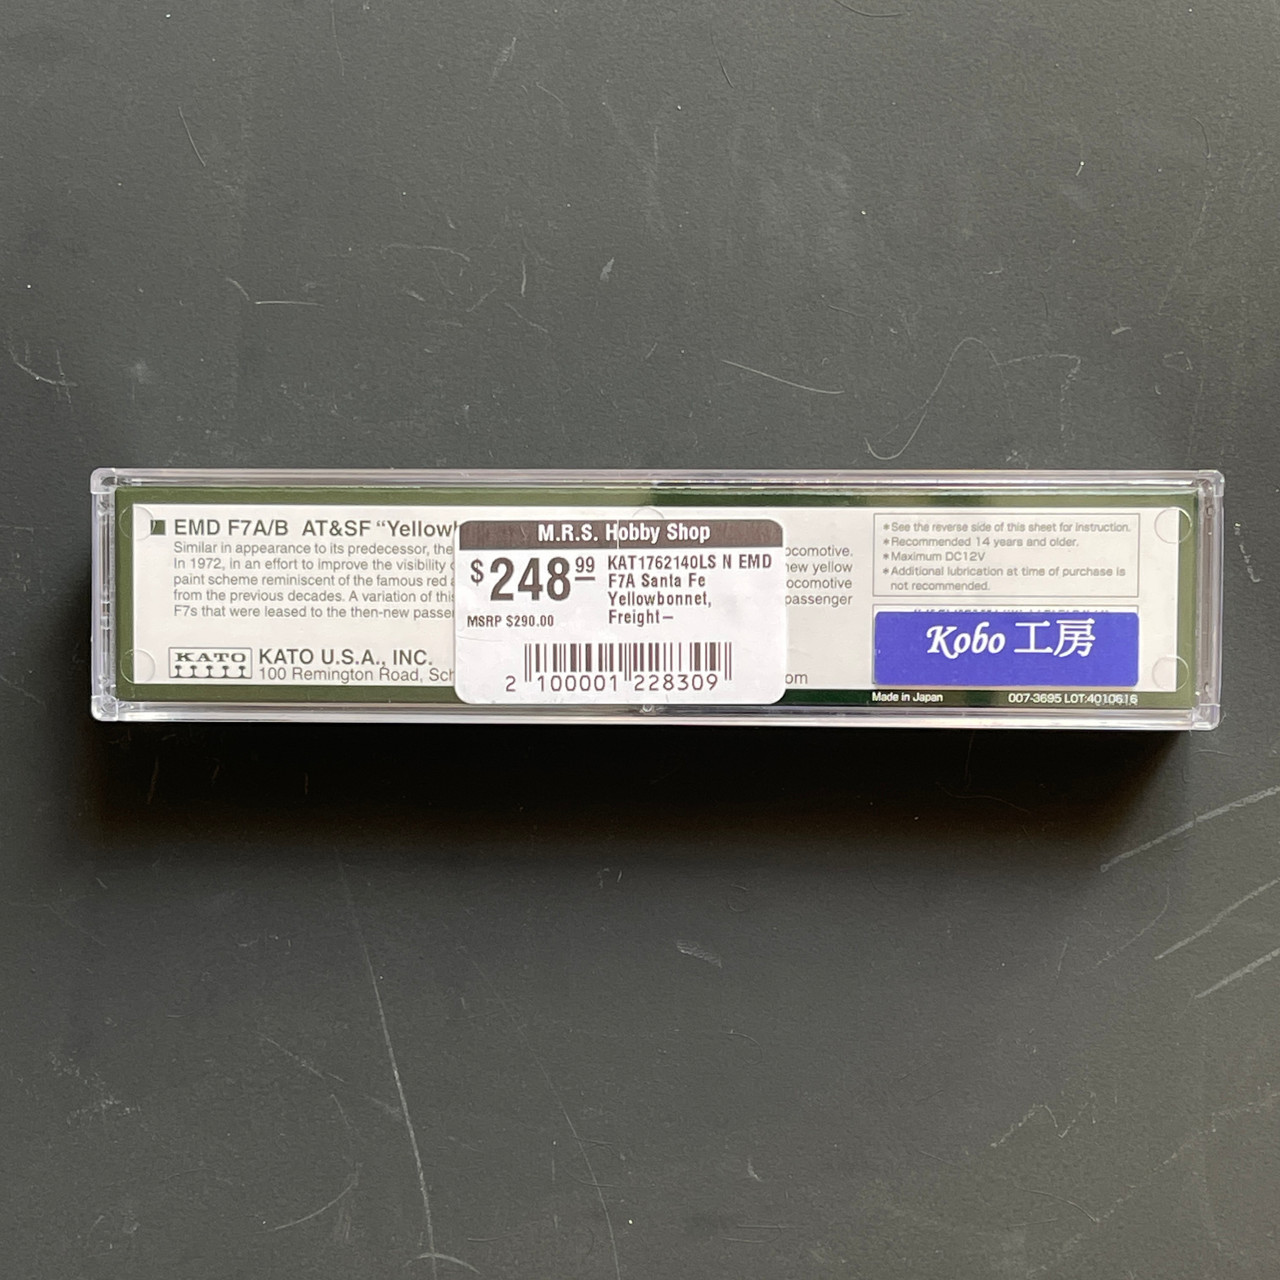 EMD F7A/B AT&SF "Yellow
Similar in appearance to its predecessor, the
In 1972, in an effort to improve the visibility
paint scheme reminiscent of the famous red
from the previous decades. A variation of this
F7s that were leased to the then-new
ocomotive.
new yellow
ocomotive
passenger
KATO
KATO U.S.A., INC.
100 Remington Road,
om
M.R.S. Hobby Shop
$248.99
MSRP $290.00
KAT1762140LS N EMD
F7A Santa Fe
Yellowbonnet,
Freight—
2 100001 228309
*See the reverse side of this sheet for instruction.
*Recommended 14 years and older.
*Maximum DC12V
*Additional lubrication at time of purchase is
not recommended.
Kobo 工房
Made in Japan
007-3695 LOT:4010616